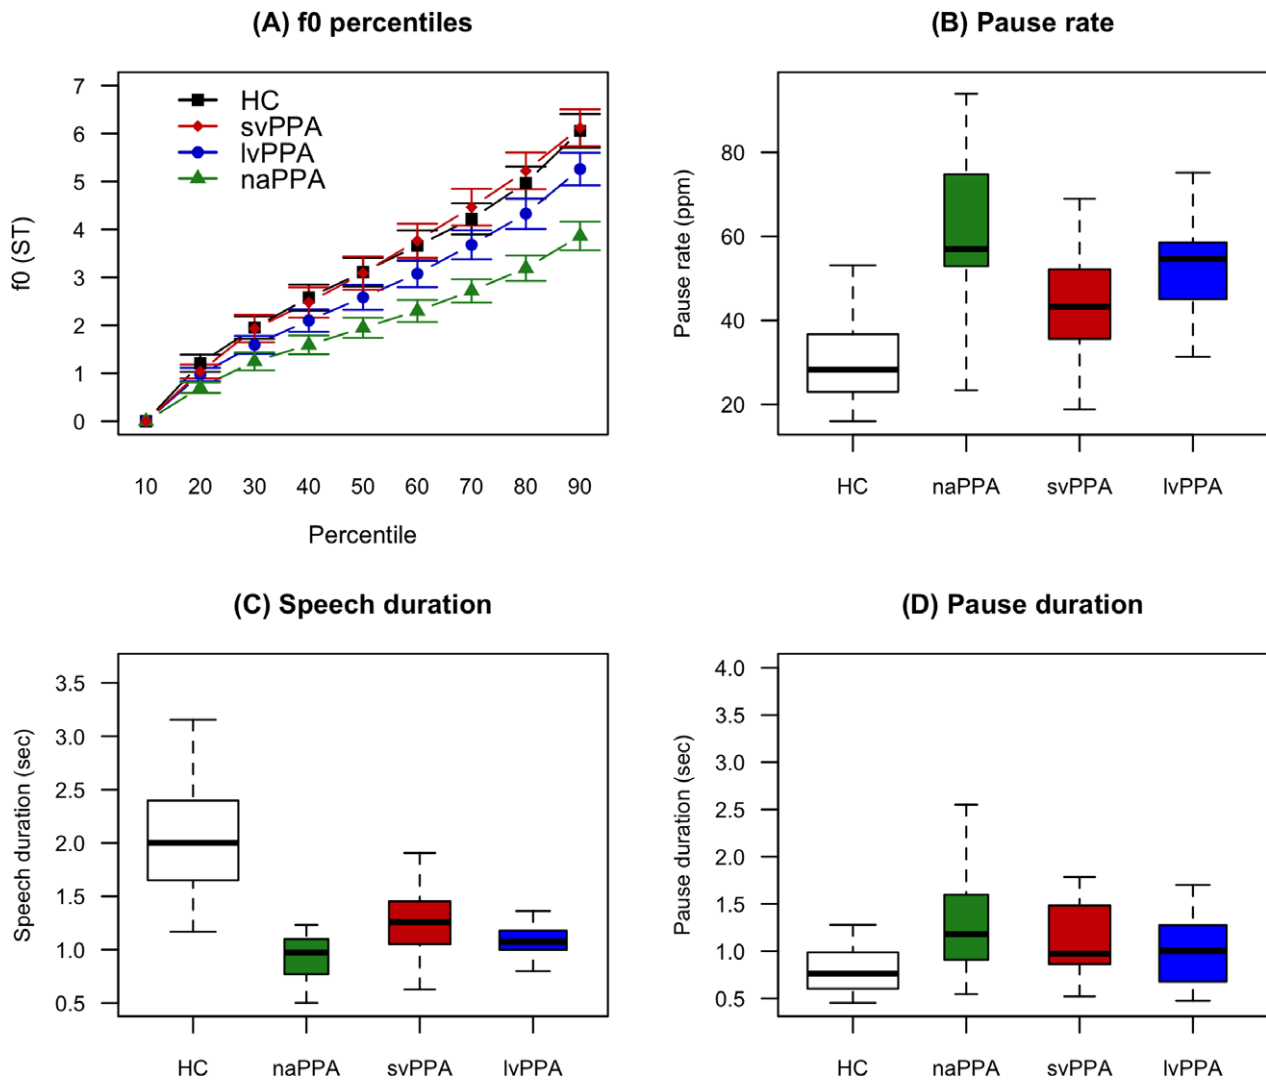 (A) f0 percentiles
f0 (ST)
7
6
5
4
3
2
1
0
HC
svPPA
lvPPA
naPPA
10 20 30 40 50 60 70 80 90
Percentile
(B) Pause rate
Pause rate (ppm)
80
60
40
20
HC naPPA svPPA lvPPA
(C) Speech duration
Speech duration (sec)
3.5
3.0
2.5
2.0
1.5
1.0
0.5
HC naPPA svPPA lvPPA
(D) Pause duration
Pause duration (sec)
4.0
3.5
3.0
2.5
2.0
1.5
1.0
0.5
HC naPPA svPPA lvPPA